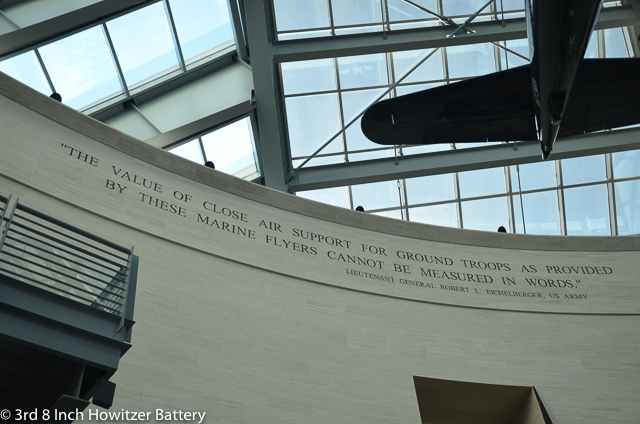 "THE VALUE OF CLOSE AIR SUPPORT FOR GROUND TROOPS AS PROVIDED
BY THESE MARINE FLYERS CANNOT BE MEASURED IN WORDS."
LIEUTENANT GENERAL ROBERT L. EICHELBERGER, US ARMY
© 3rd 8 Inch Howitzer Battery